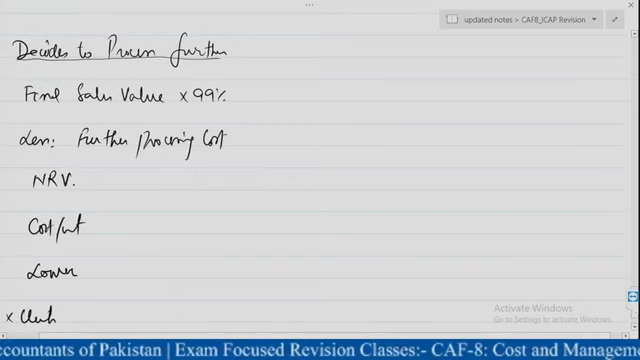 ...
updated notes > CAF8_ICAP Revision
Decides to Process further
Final Sales Value × 99%
Less: Further processing Cost
NRV.
Cost/unit
Lower
×
Activate Windows
Go to Settings to activate Windows.
ccountants of Pakistan | Exam Focused Revision Classes:- CAF-8: Cost and Managem